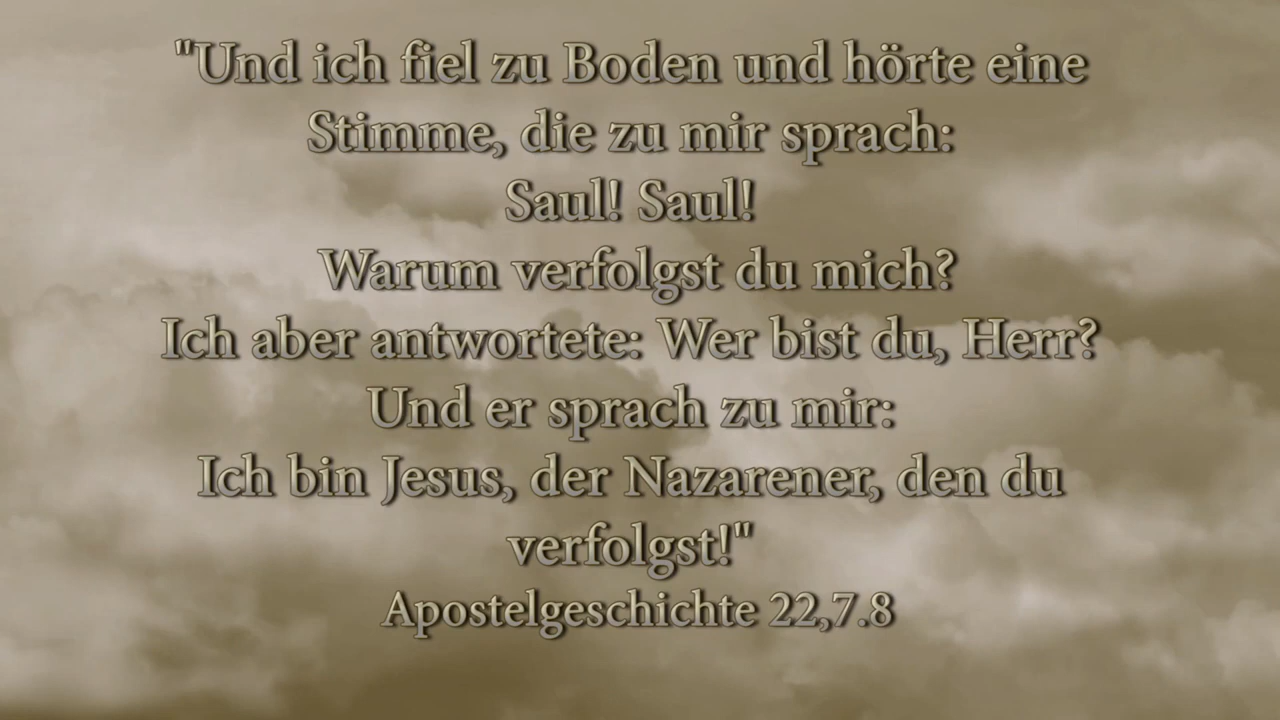 "Und ich fiel zu Boden und hörte eine
Stimme, die zu mir sprach:
Saul! Saul!
Warum verfolgst du mich?
Ich aber antwortete: Wer bist du, Herr?
Und er sprach zu mir:
Ich bin Jesus, der Nazarener, den du
verfolgst!"
Apostelgeschichte 22,7.8